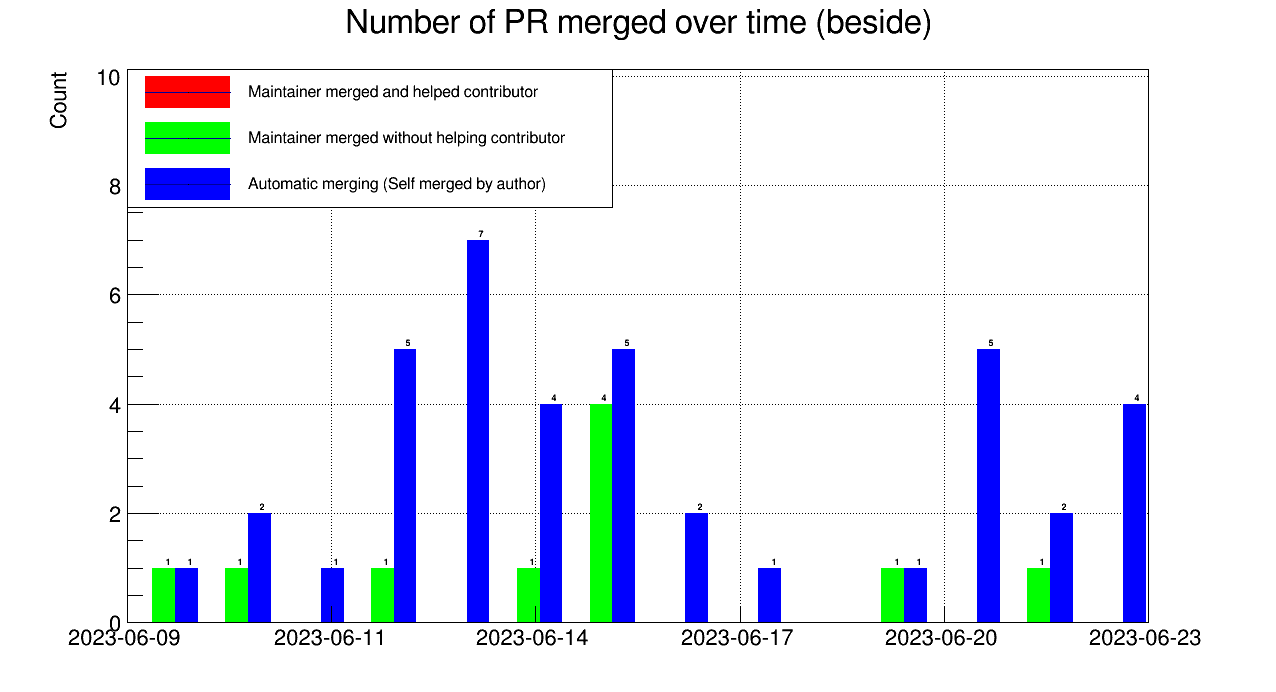 Number of PR merged over time (beside)
Count
10
8
6
4
2
0
Maintainer merged and helped contributor
Maintainer merged without helping contributor
Automatic merging (Self merged by author)
1 1 1 2 1 1 5 7 1 4 4 5 2 1 1 1 5 1 2 4
2023-06-09 2023-06-11 2023-06-14 2023-06-17 2023-06-20 2023-06-23